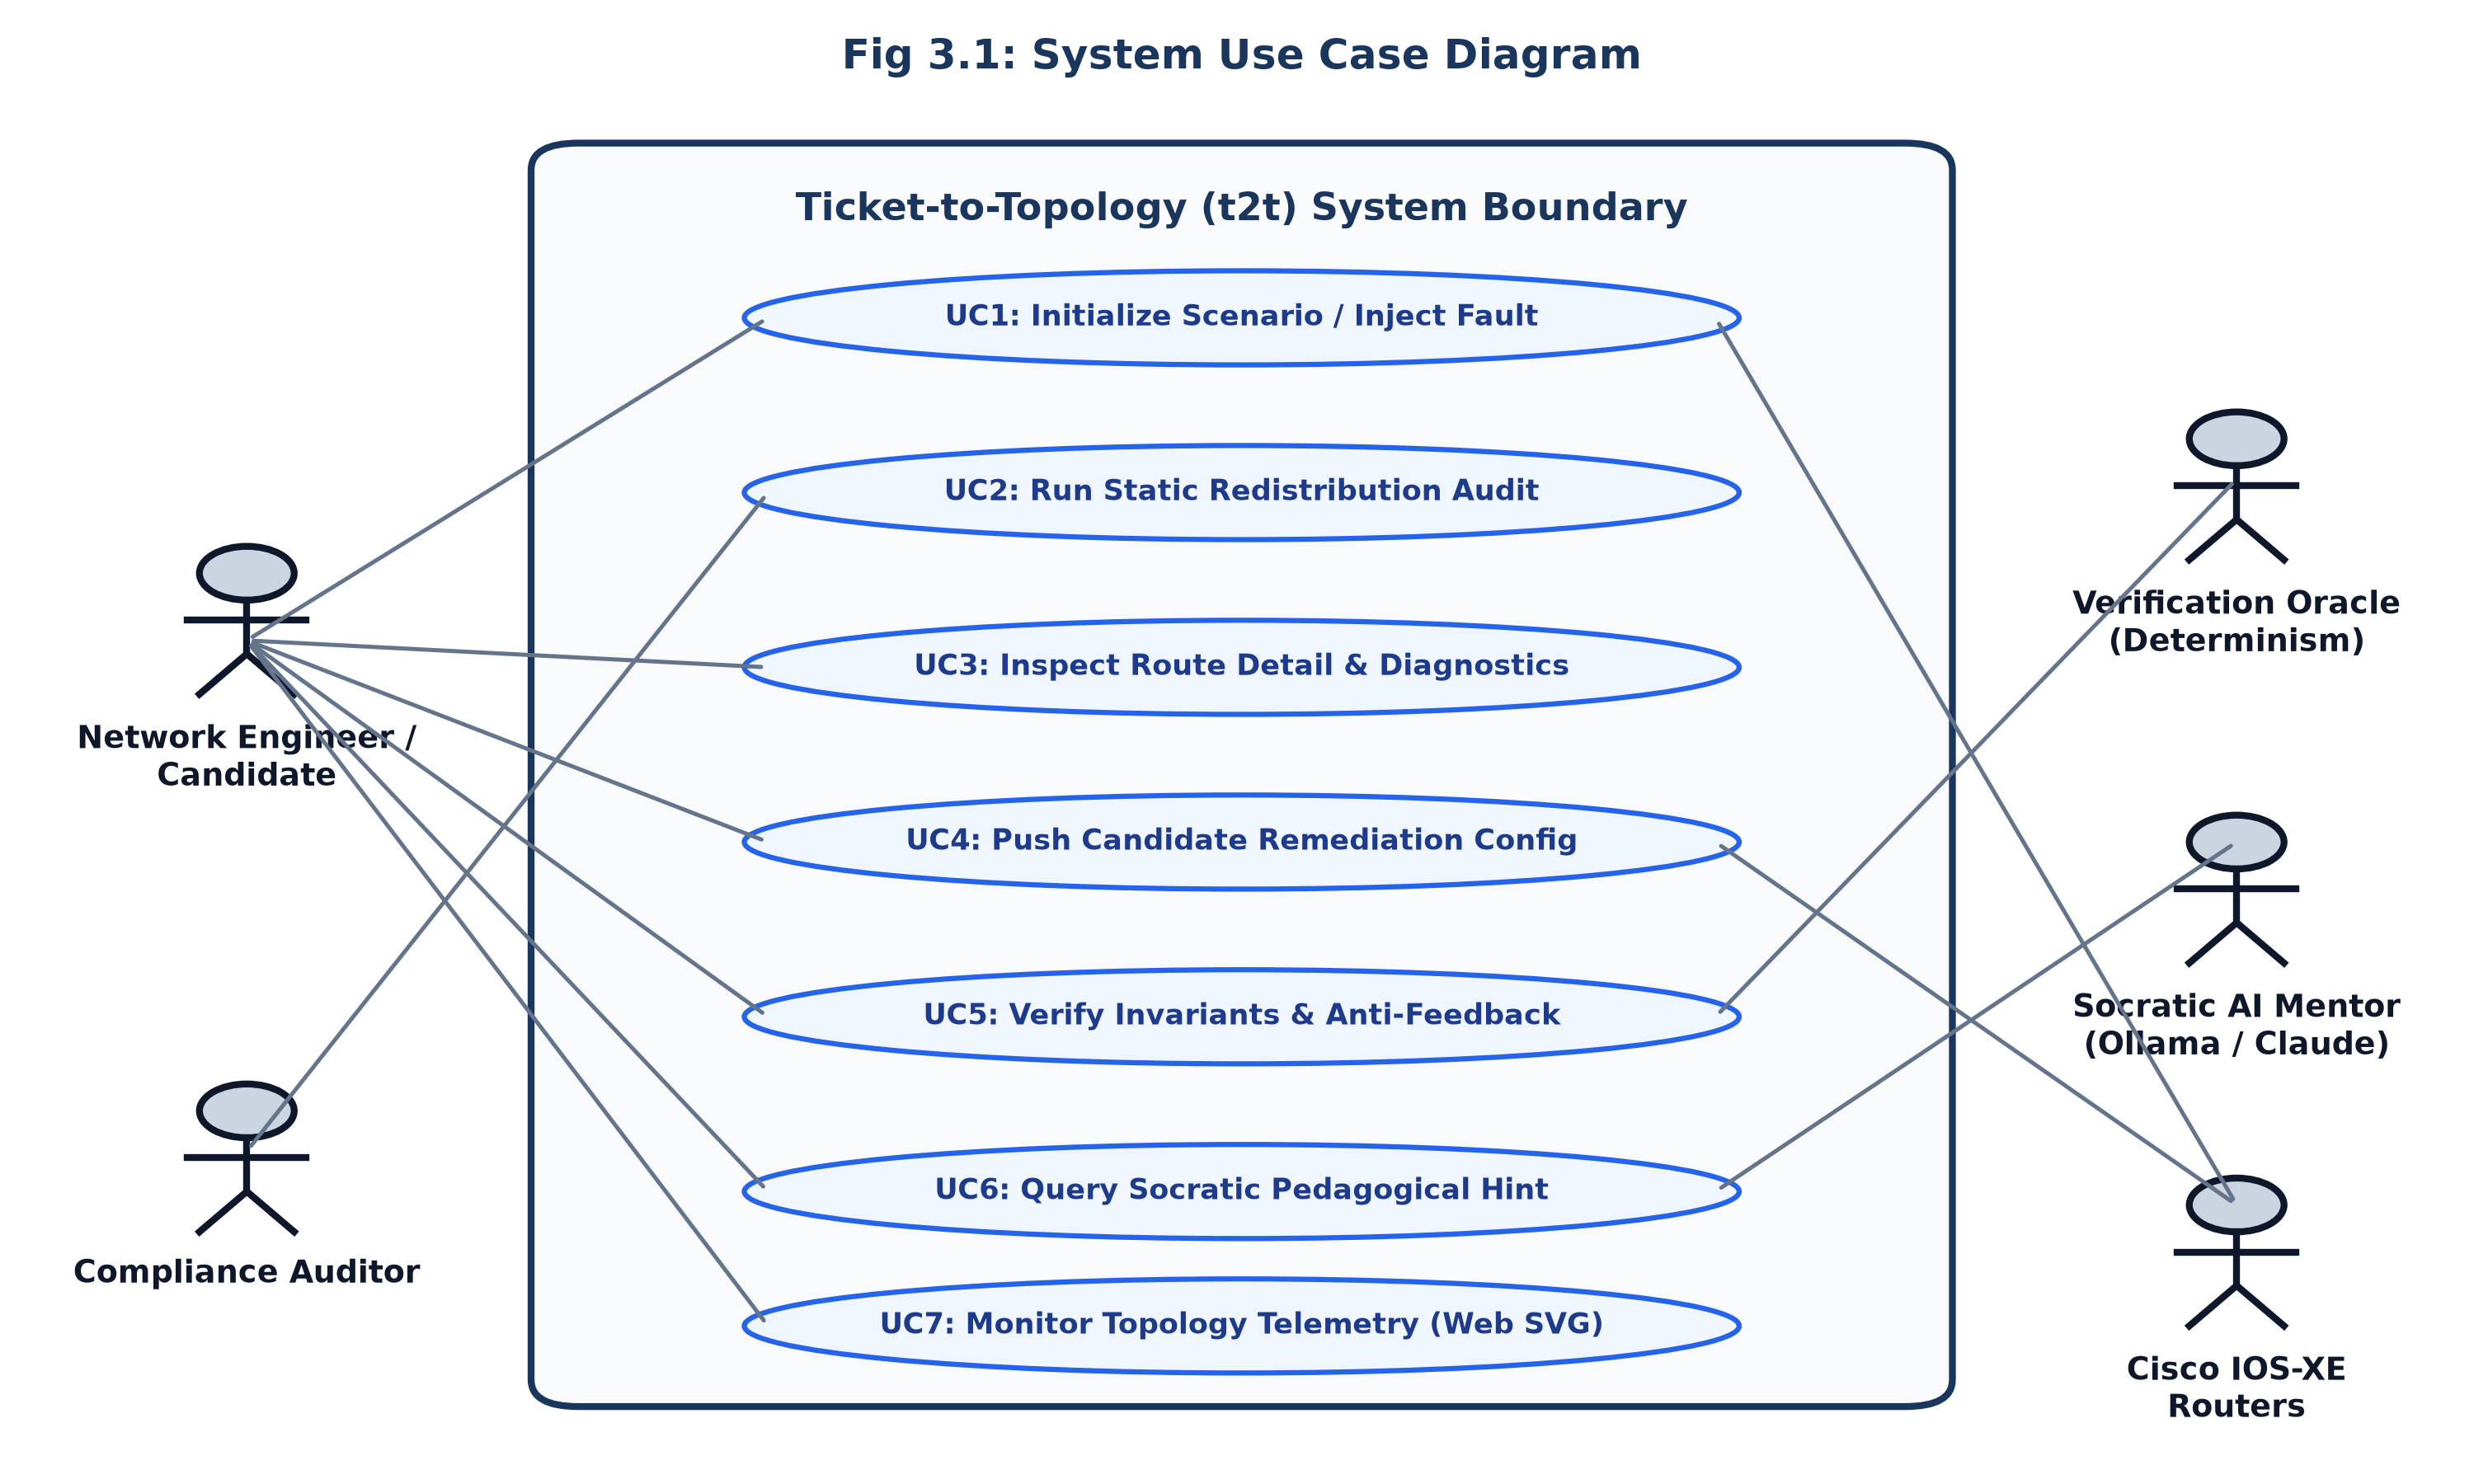 Fig 3.1: System Use Case Diagram
Ticket-to-Topology (t2t) System Boundary
UC1: Initialize Scenario / Inject Fault
UC2: Run Static Redistribution Audit
UC3: Inspect Route Detail & Diagnostics
UC4: Push Candidate Remediation Config
UC5: Verify Invariants & Anti-Feedback
UC6: Query Socratic Pedagogical Hint
UC7: Monitor Topology Telemetry (Web SVG)
Network Engineer /
Candidate
Compliance Auditor
Verification Oracle
(Determinism)
Socratic AI Mentor
(Ollama / Claude)
Cisco IOS-XE
Routers